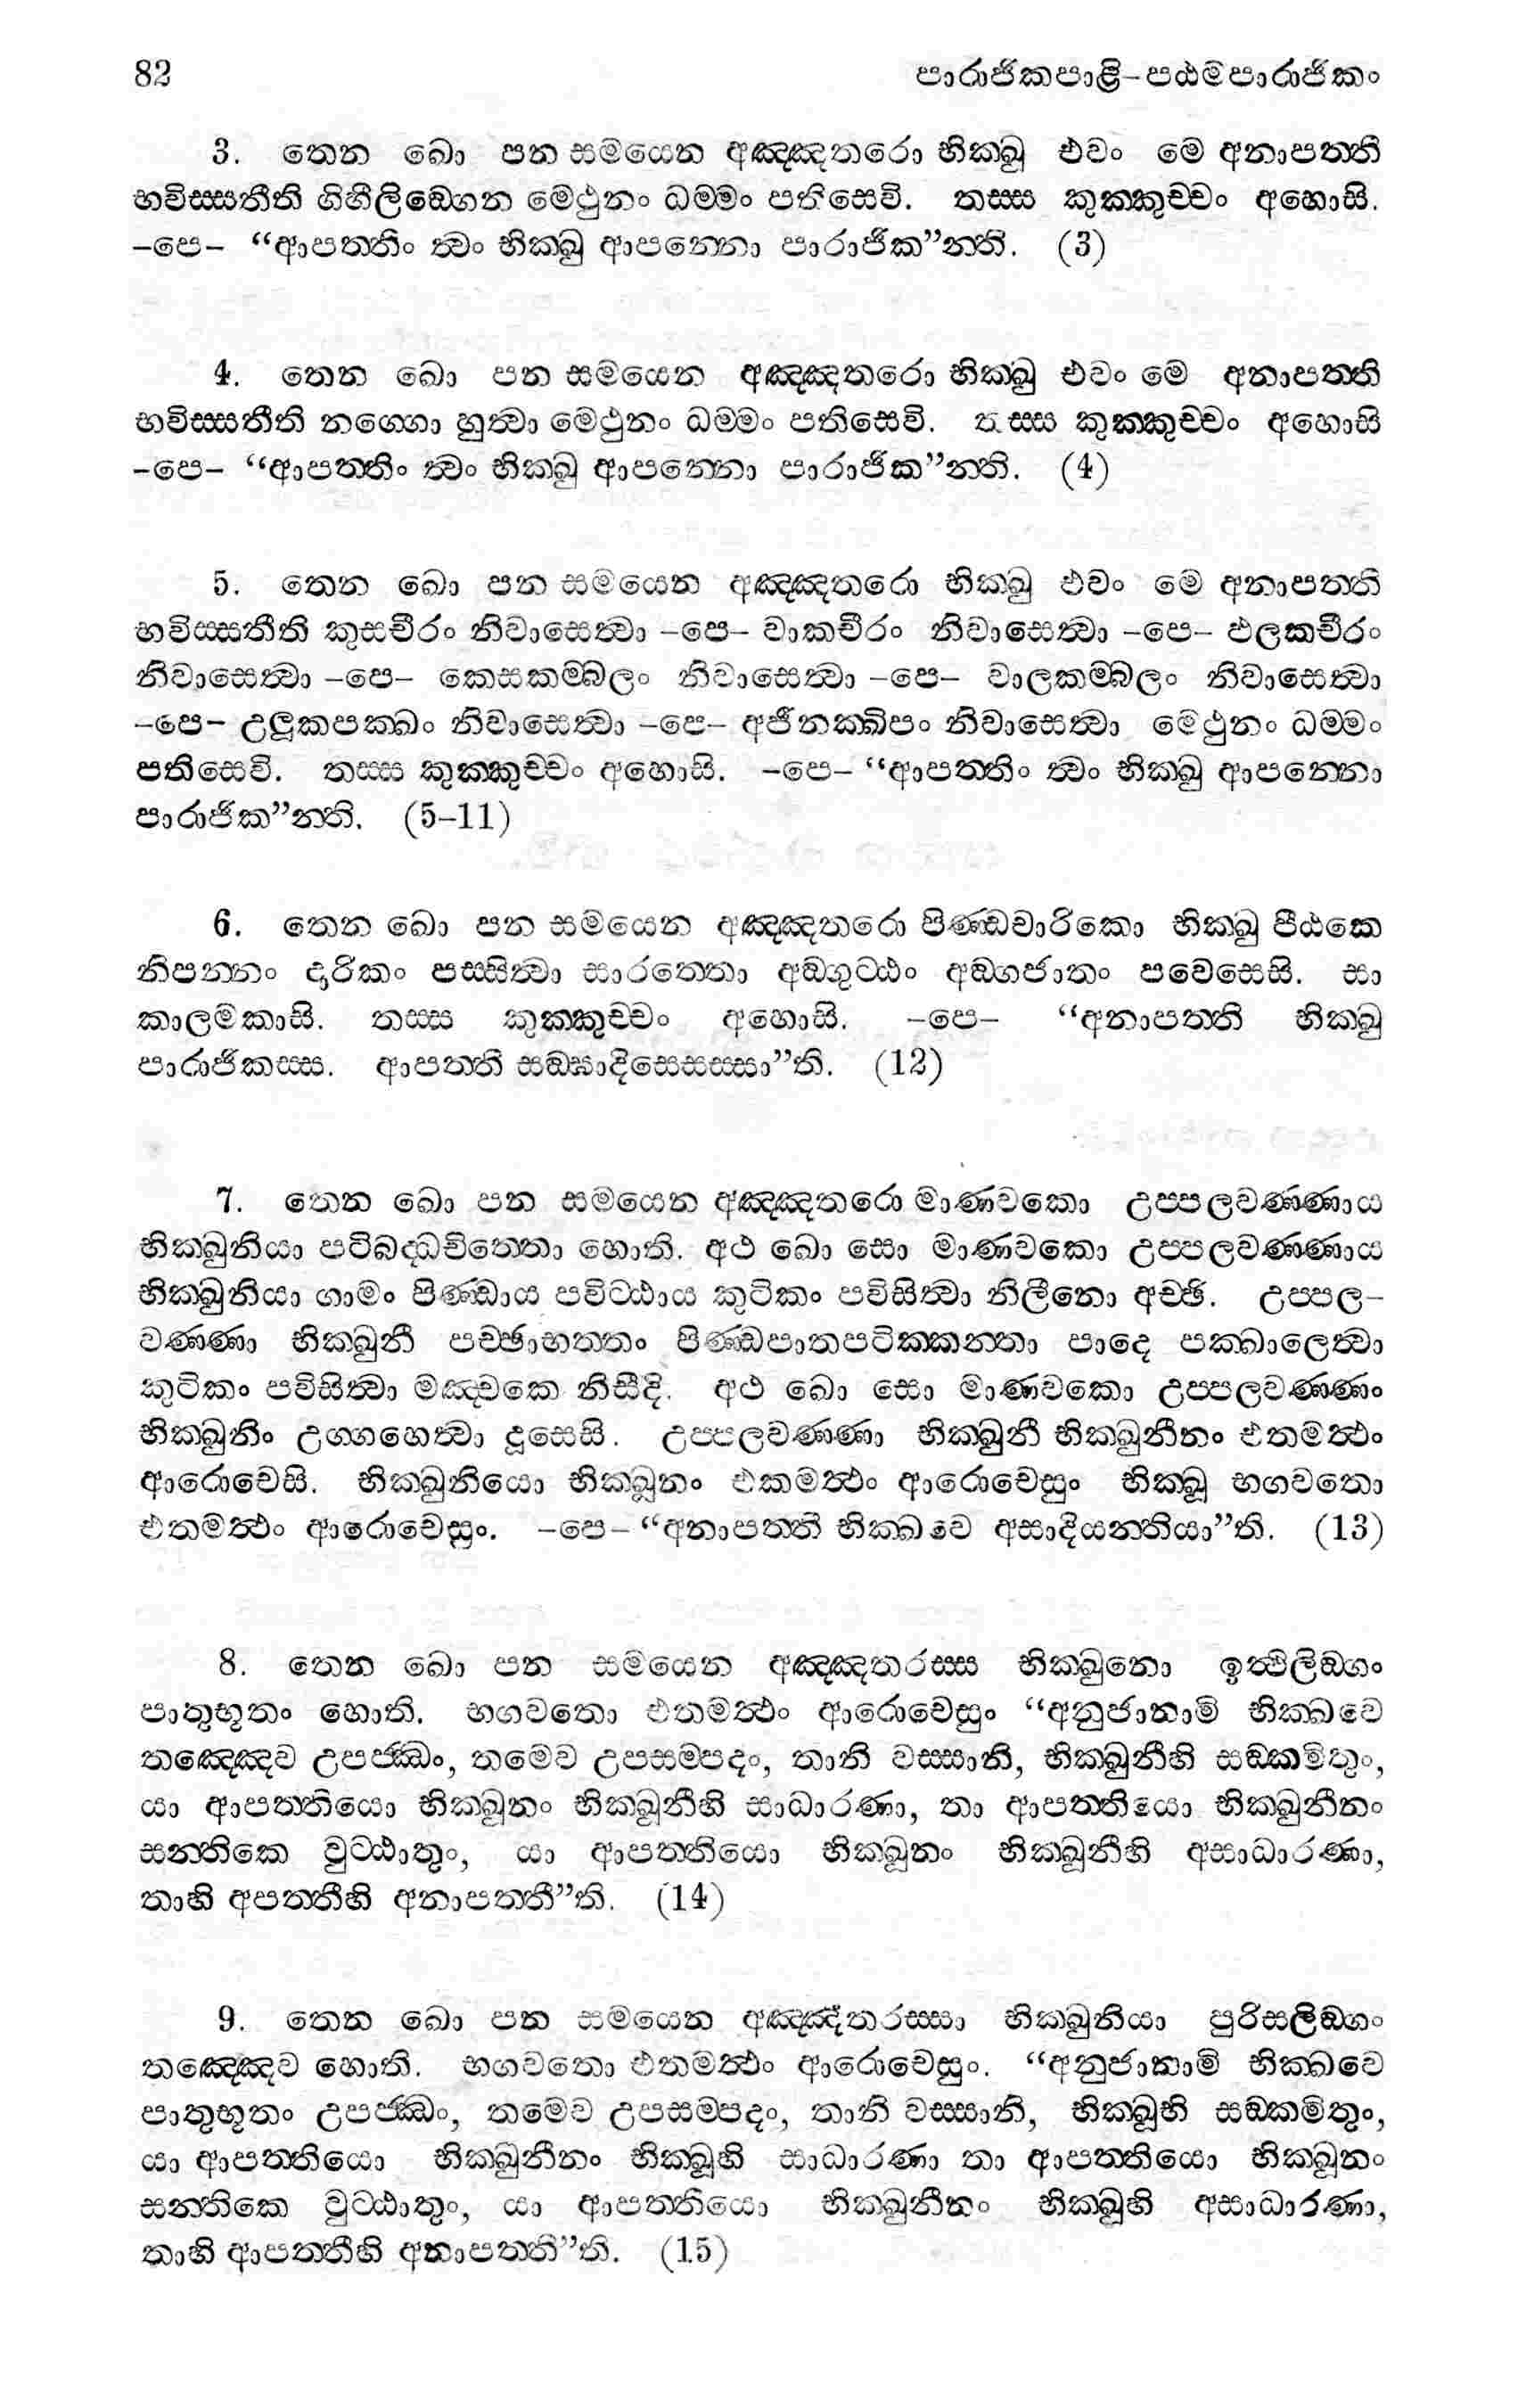 82 පාරාජිකපාළි-පඨමපාරාජිකං
3. තෙන ඛො පන සමයෙන අඤ්ඤතරො භික්ඛු එවං මෙ අනාපත්ති
භවිස්සතීති ගිහීලිඞ්ගෙන මෙථුනං ධම්මං පතිසෙවි. තස්ස කුක්කුච්චං අහොසි.
-පෙ- “ආපත්තිං ත්වං භික්ඛු ආපන්නො පාරාජික”න්ති. (3)
4. තෙන ඛො පන සමයෙන අඤ්ඤතරො භික්ඛු එවං මෙ අනාපත්ති
භවිස්සතීති නග්ගො හුත්වා මෙථුනං ධම්මං පතිසෙවි. තස්ස කුක්කුච්චං අහොසි
-පෙ- “ආපත්තිං ත්වං භික්ඛු ආපන්නො පාරාජික”න්ති. (4)
5. තෙන ඛො පන සමයෙන අඤ්ඤතරො භික්ඛු එවං මෙ අනාපත්ති
භවිස්සතීති කුසචීරං නිවාසෙත්වා -පෙ- වාකචීරං නිවාසෙත්වා -පෙ- ඵලකචීරං
නිවාසෙත්වා -පෙ- කෙසකම්බලං නිවාසෙත්වා -පෙ- වාලකම්බලං නිවාසෙත්වා
-පෙ- උලූකපක්ඛං නිවාසෙත්වා -පෙ- අජිනක්ඛිපං නිවාසෙත්වා මෙථුනං ධම්මං
පතිසෙවි. තස්ස කුක්කුච්චං අහොසි. -පෙ- “ආපත්තිං ත්වං භික්ඛු ආපන්නො
පාරාජික”න්ති. (5-11)
6. තෙන ඛො පන සමයෙන අඤ්ඤතරො පිණ්ඩචාරිකො භික්ඛු පීඨකෙ
නිපන්නං දාරිකං පස්සිත්වා සාරත්තො අඞ්ගුට්ඨං අඞ්ගජාතං පවෙසෙසි. සා
කාලමකාසි. තස්ස කුක්කුච්චං අහොසි. -පෙ- “අනාපත්ති භික්ඛු
පාරාජිකස්ස. ආපත්ති සඞ්ඝාදිසෙසස්සා”ති. (12)
7. තෙන ඛො පන සමයෙන අඤ්ඤතරො මාණවකො උප්පලවණ්ණාය
භික්ඛුනියා පටිබද්ධචිත්තො හොති. අථ ඛො සො මාණවකො උප්පලවණ්ණාය
භික්ඛුනියා ගාමං පිණ්ඩාය පවිට්ඨාය කුටිකං පවිසිත්වා නිලීනො අච්ඡි. උප්පල-
වණ්ණා භික්ඛුනී පච්ඡාභත්තං පිණ්ඩපාතපටික්කන්තා පාදෙ පක්ඛාලෙත්වා
කුටිකං පවිසිත්වා මඤ්චකෙ නිසීදි. අථ ඛො සො මාණවකො උප්පලවණ්ණං
භික්ඛුනිං උග්ගහෙත්වා දූසෙසි. උප්පලවණ්ණා භික්ඛුනී භික්ඛුනීනං එතමත්ථං
ආරොචෙසි. භික්ඛුනියො භික්ඛූනං එකමත්ථං ආරොචෙසුං භික්ඛූ භගවතො
එතමත්ථං ආරොචෙසුං. -පෙ- “අනාපත්ති භික්ඛවෙ අසාදියන්තියා”ති. (13)
8. තෙන ඛො පන සමයෙන අඤ්ඤතරස්ස භික්ඛුනො ඉත්ථිලිඞ්ගං
පාතුභූතං හොති. භගවතො එතමත්ථං ආරොචෙසුං “අනුජානාමි භික්ඛවෙ
තඤ්ඤෙව උපජ්ඣං, තමෙව උපසම්පදං, තානි වස්සානි, භික්ඛුනීහි සඞ්කමිතුං,
යා ආපත්තියො භික්ඛූනං භික්ඛූනීහි සාධාරණා, තා ආපත්තියො භික්ඛුනීනං
සන්තිකෙ වුට්ඨාතුං, යා ආපත්තියො භික්ඛූනං භික්ඛූනීහි අසාධාරණා,
තාහි අපත්තීහි අනාපත්තී”ති. (14)
9. තෙන ඛො පන සමයෙන අඤ්ඤතරස්සා භික්ඛුනියා පුරිසලිඞ්ගං
තඤ්ඤෙව හොති. භගවතො එතමත්ථං ආරොචෙසුං. “අනුජානාමි භික්ඛවෙ
පාතුභූතං උපජ්ඣං, තමෙව උපසම්පදං, තානි වස්සානි, භික්ඛූහි සඞ්කමිතුං,
යා ආපත්තියො භික්ඛුනීනං භික්ඛූහි සාධාරණා තා ආපත්තියො භික්ඛූනං
සන්තිකෙ වුට්ඨාතුං, යා ආපත්තියො භික්ඛුනීනං භික්ඛූහි අසාධාරණා,
තාහි ආපත්තීහි අනාපත්ති”ති. (15)